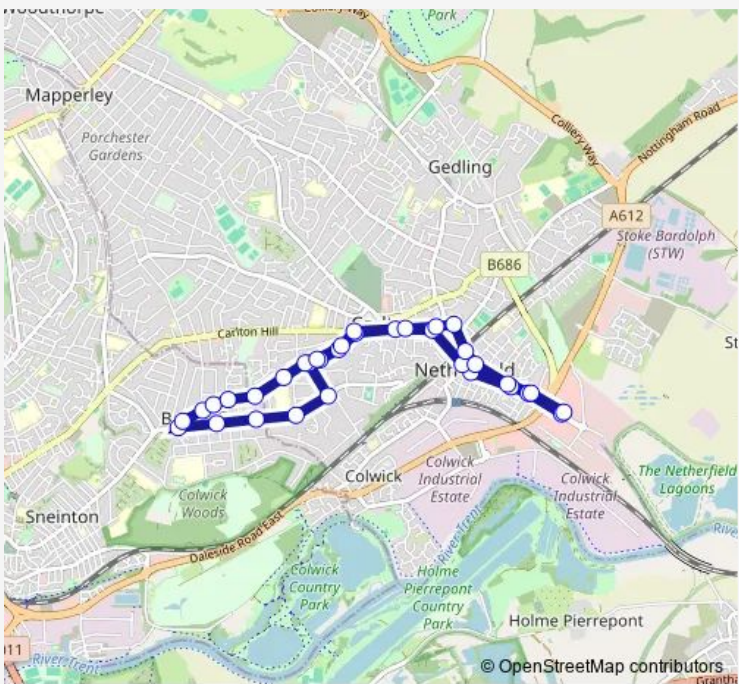 Colliery Way
Park
Mapperley
Porchester
Gardens
Colliery Way
Nottingham Road
Gedling
A612
Stoke Bardolph
(STW)
B686
Carlton Hill
Colwick
Colwick
Industrial
Estate
Colwick
Industrial
Estate
The Netherfield
Lagoons
Colwick
Woods
Sneinton
Daleside Road East
River Trent
Colwick
Country
Park
Holme
Pierrepont
Country
Park
Holme Pierrepont
River Trent
© OpenStreetMap contributors